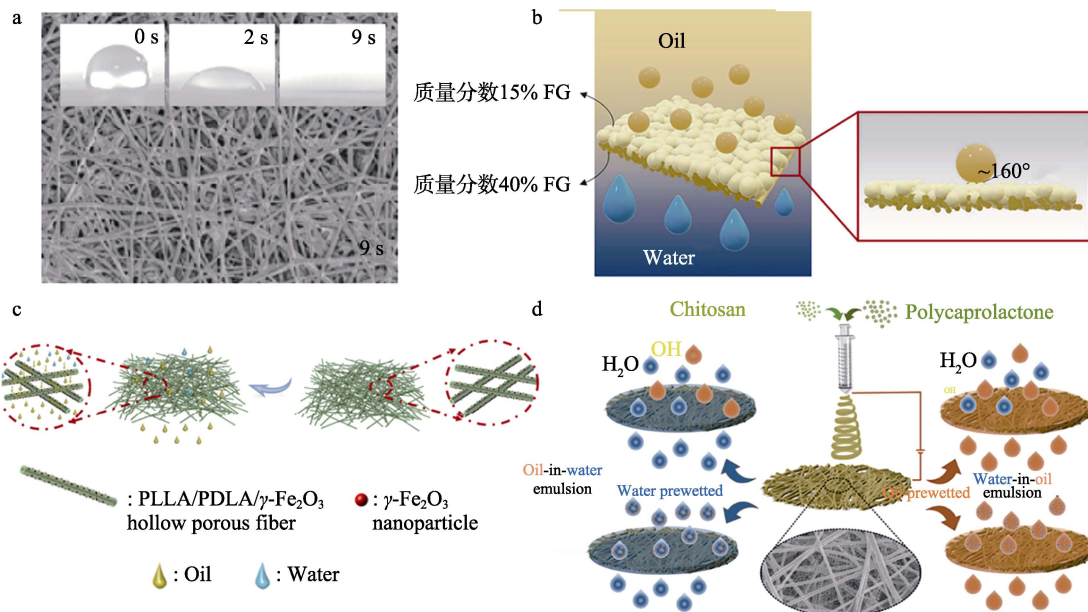 a
0 s
2 s
9 s
9 s
b
Oil
质量分数15% FG
质量分数40% FG
Water
~160°
c
: PLLA/PDLA/γ-Fe₂O₃
hollow porous fiber
: γ-Fe₂O₃
nanoparticle
: Oil
: Water
d
Chitosan
Polycaprolactone
OH
H₂O
H₂O
OH
Oil-in-water
emulsion
Water prewetted
Oil prewetted
Water-in-oil
emulsion